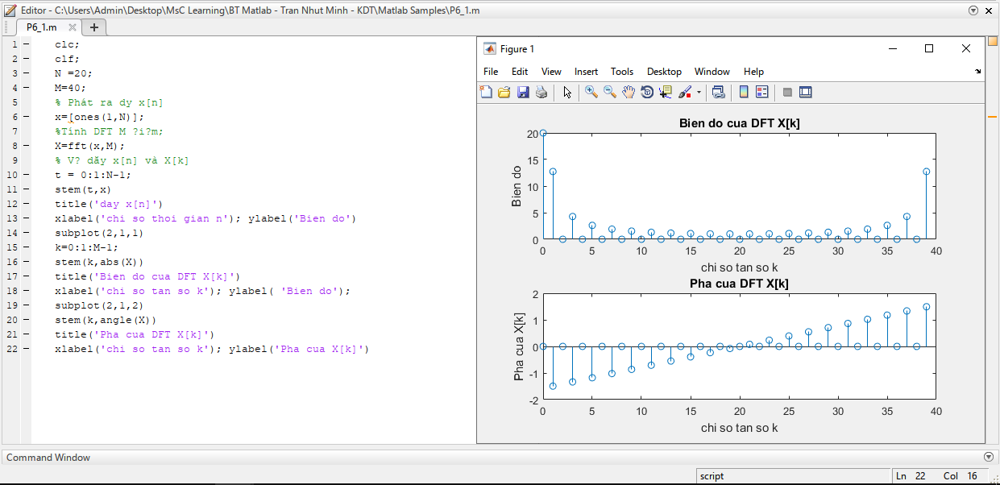 Editor - C:\Users\Admin\Desktop\MsC Learning\BT Matlab - Tran Nhut Minh - KDT\Matlab Samples\P6_1.m
P6_1.m
1 - clc;
2 - clf;
3 - N =20;
4 - M=40;
5 % Phát ra dy x[n]
6 - x=[ones(1,N)];
7 %Tính DFT M ?i?m;
8 - X=fft(x,M);
9 % V? dãy x[n] và X[k]
10 - t = 0:1:N-1;
11 - stem(t,x)
12 - title('day x[n]')
13 - xlabel('chi so thoi gian n'); ylabel('Bien do')
14 - subplot(2,1,1)
15 - k=0:1:M-1;
16 - stem(k,abs(X))
17 - title('Bien do cua DFT X[k]')
18 - xlabel('chi so tan so k'); ylabel( 'Bien do');
19 - subplot(2,1,2)
20 - stem(k,angle(X))
21 - title('Pha cua DFT X[k]')
22 - xlabel('chi so tan so k'); ylabel('Pha cua X[k]')
Figure 1
File Edit View Insert Tools Desktop Window Help
Bien do cua DFT X[k]
Bien do
20
15
10
5
0
0 5 10 15 20 25 30 35 40
chi so tan so k
Pha cua DFT X[k]
Pha cua X[k]
2
1
0
-1
-2
0 5 10 15 20 25 30 35 40
chi so tan so k
Command Window
script
Ln 22 Col 16